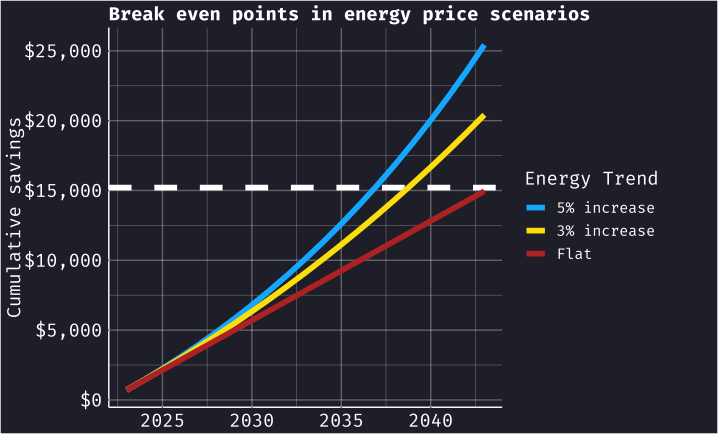 Break even points in energy price scenarios
$25,000
$20,000
$15,000
$10,000
$5,000
$0
Cumulative savings
2025 2030 2035 2040
Energy Trend
5% increase
3% increase
Flat